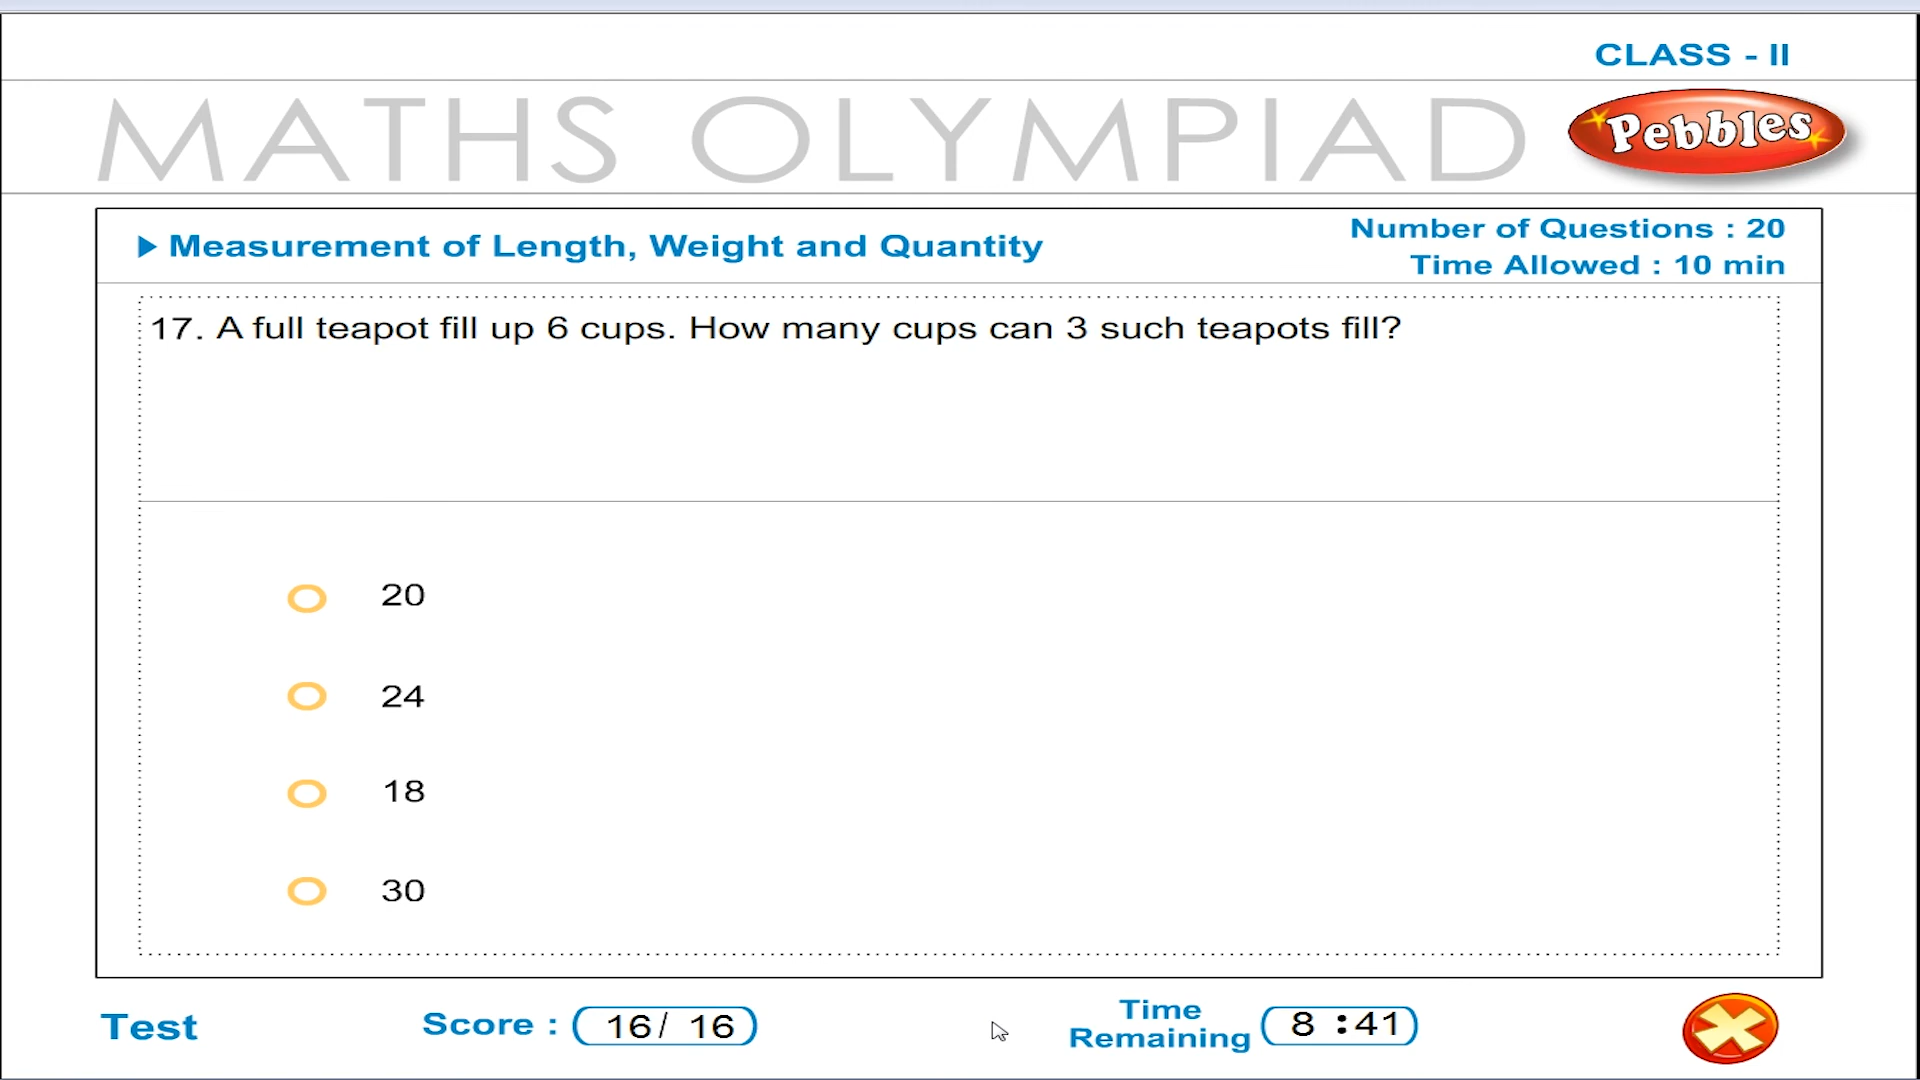 CLASS - II
MATHS OLYMPIAD
Pebbles
Measurement of Length, Weight and Quantity
Number of Questions : 20
Time Allowed : 10 min
17. A full teapot fill up 6 cups. How many cups can 3 such teapots fill?
20
24
18
30
Test
Score : 16/ 16
Time
Remaining 8 :41